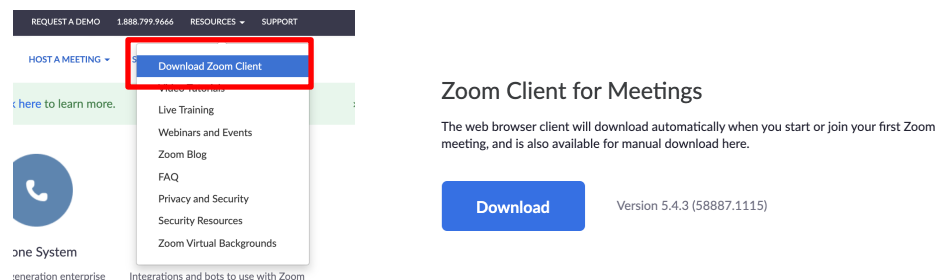 REQUEST A DEMO 1.888.799.9666 RESOURCES SUPPORT
HOST A MEETING
Download Zoom Client
Video Tutorials
here to learn more.
Live Training
Webinars and Events
Zoom Blog
FAQ
Privacy and Security
Security Resources
Zoom Virtual Backgrounds
one System
generation enterprise
Integrations and bots to use with Zoom
Zoom Client for Meetings
The web browser client will download automatically when you start or join your first Zoom
meeting, and is also available for manual download here.
Download
Version 5.4.3 (58887.1115)